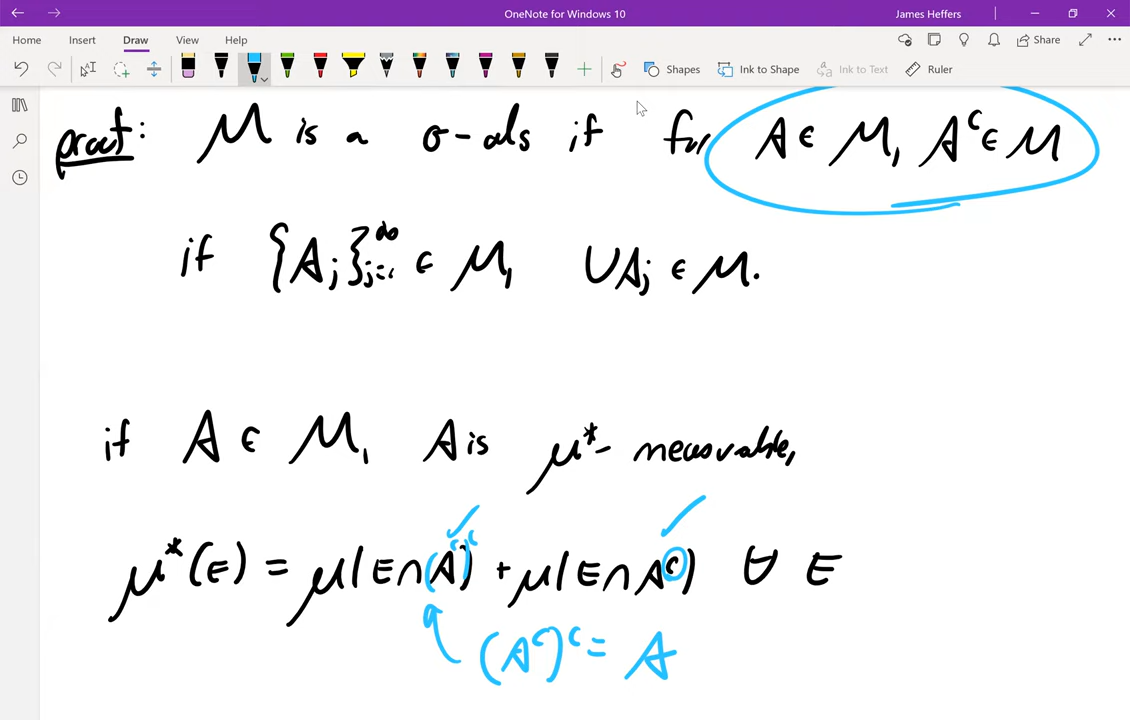 OneNote for Windows 10
James Heffers
Home Insert Draw View Help
Share
Shapes Ink to Shape Ink to Text Ruler
proof: M is a σ-alg if for A ∈ M, A^c ∈ M
if {A_j}_{j=1}^∞ ∈ M, ∪A_j ∈ M.
if A ∈ M, A is μ*-measurable,
μ*(E) = μ(E∩(A^c)^c) + μ(E∩A^c) ∀ E
(A^c)^c = A